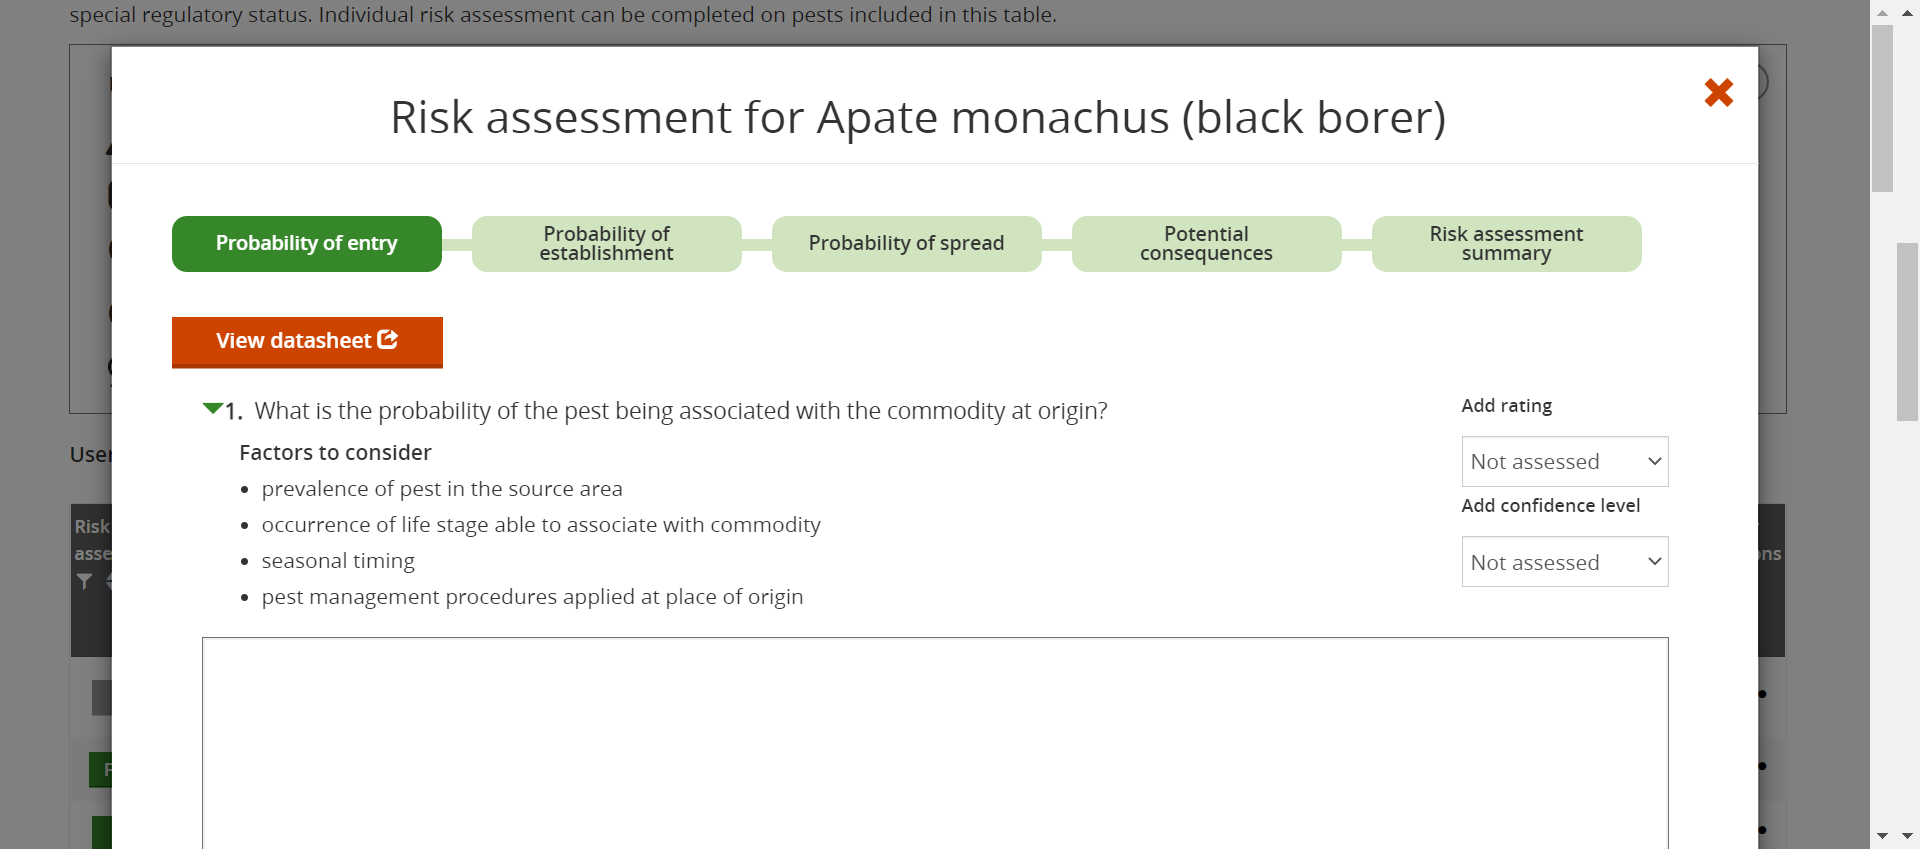 special regulatory status. Individual risk assessment can be completed on pests included in this table.
Risk assessment for Apate monachus (black borer)
Probability of entry
Probability of
establishment
Probability of spread
Potential
consequences
Risk assessment
summary
View datasheet
1. What is the probability of the pest being associated with the commodity at origin?
Add rating
Factors to consider
Not assessed
• prevalence of pest in the source area
Add confidence level
• occurrence of life stage able to associate with commodity
Not assessed
• seasonal timing
• pest management procedures applied at place of origin
User
Risk
asse
ons